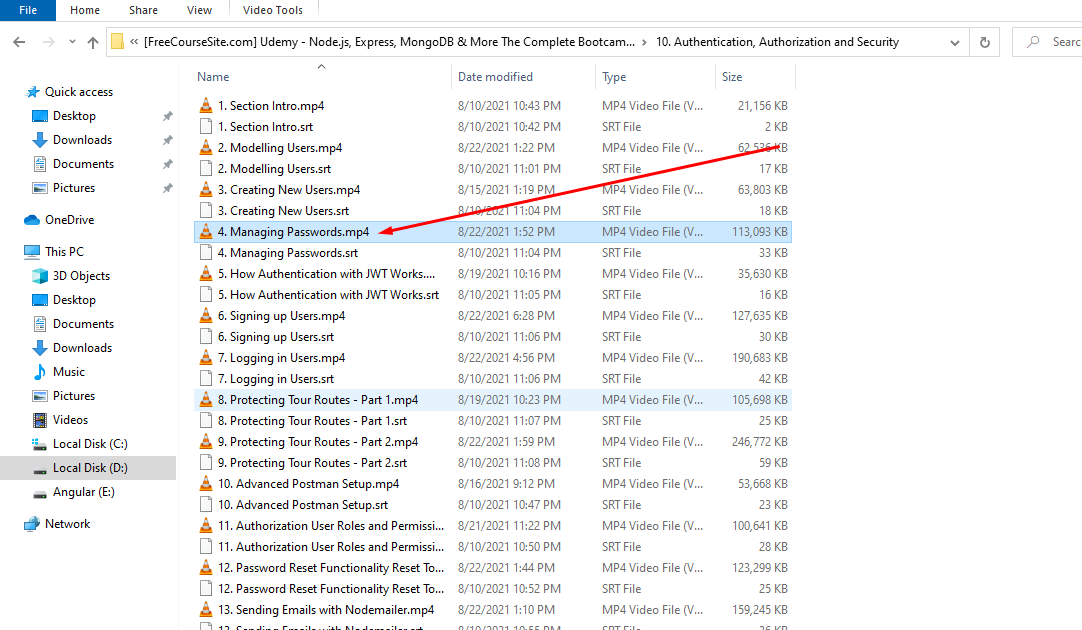 File Home Share View Video Tools
« [FreeCourseSite.com] Udemy - Node.js, Express, MongoDB & More The Complete Bootcam... › 10. Authentication, Authorization and Security Searc
Name Date modified Type Size
Quick access
Desktop
Downloads
Documents
Pictures
OneDrive
This PC
3D Objects
Desktop
Documents
Downloads
Music
Pictures
Videos
Local Disk (C:)
Local Disk (D:)
Angular (E:)
Network
1. Section Intro.mp4 8/10/2021 10:43 PM MP4 Video File (V... 21,156 KB
1. Section Intro.srt 8/10/2021 10:42 PM SRT File 2 KB
2. Modelling Users.mp4 8/22/2021 1:22 PM MP4 Video File (V... 62,536 KB
2. Modelling Users.srt 8/10/2021 11:01 PM SRT File 17 KB
3. Creating New Users.mp4 8/15/2021 1:19 PM MP4 Video File (V... 63,803 KB
3. Creating New Users.srt 8/10/2021 11:04 PM SRT File 18 KB
4. Managing Passwords.mp4 8/22/2021 1:52 PM MP4 Video File (V... 113,093 KB
4. Managing Passwords.srt 8/10/2021 11:04 PM SRT File 33 KB
5. How Authentication with JWT Works.... 8/19/2021 10:16 PM MP4 Video File (V... 35,630 KB
5. How Authentication with JWT Works.srt 8/10/2021 11:05 PM SRT File 16 KB
6. Signing up Users.mp4 8/22/2021 6:28 PM MP4 Video File (V... 127,635 KB
6. Signing up Users.srt 8/10/2021 11:06 PM SRT File 30 KB
7. Logging in Users.mp4 8/22/2021 4:56 PM MP4 Video File (V... 190,683 KB
7. Logging in Users.srt 8/10/2021 11:06 PM SRT File 42 KB
8. Protecting Tour Routes - Part 1.mp4 8/19/2021 10:23 PM MP4 Video File (V... 105,698 KB
8. Protecting Tour Routes - Part 1.srt 8/10/2021 11:07 PM SRT File 25 KB
9. Protecting Tour Routes - Part 2.mp4 8/22/2021 1:59 PM MP4 Video File (V... 246,772 KB
9. Protecting Tour Routes - Part 2.srt 8/10/2021 11:08 PM SRT File 59 KB
10. Advanced Postman Setup.mp4 8/16/2021 9:12 PM MP4 Video File (V... 53,668 KB
10. Advanced Postman Setup.srt 8/10/2021 10:47 PM SRT File 23 KB
11. Authorization User Roles and Permissi... 8/21/2021 11:22 PM MP4 Video File (V... 100,641 KB
11. Authorization User Roles and Permissi... 8/10/2021 10:50 PM SRT File 28 KB
12. Password Reset Functionality Reset To... 8/22/2021 1:44 PM MP4 Video File (V... 123,299 KB
12. Password Reset Functionality Reset To... 8/10/2021 10:52 PM SRT File 25 KB
13. Sending Emails with Nodemailer.mp4 8/22/2021 1:10 PM MP4 Video File (V... 159,245 KB
13. Sending Emails with Nodemailer.srt 8/10/2021 10:55 PM SRT File